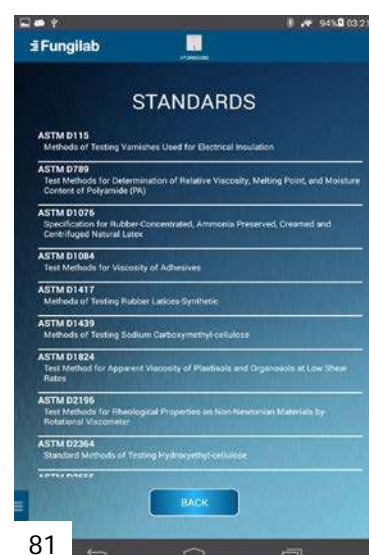 94% 03:21
Fungilab
STANDARDS
ASTM D115
Methods of Testing Varnishes Used for Electrical Insulation
ASTM D789
Test Methods for Determination of Relative Viscosity, Melting Point, and Moisture
Content of Polyamide (PA)
ASTM D1076
Specification for Rubber-Concentrated, Ammonia Preserved, Creamed and
Centrifuged Natural Latex
ASTM D1084
Test Methods for Viscosity of Adhesives
ASTM D1417
Methods of Testing Rubber Latices-Synthetic
ASTM D1439
Methods of Testing Sodium Carboxymethyl-cellulose
ASTM D1824
Test Method for Apparent Viscosity of Plastisols and Organosols at Low Shear
Rates
ASTM D2196
Test Methods for Rheological Properties on Non-Newtonian Materials by
Rotational Viscometer
ASTM D2364
Standard Methods of Testing Hydroxyethyl-cellulose
BACK
81